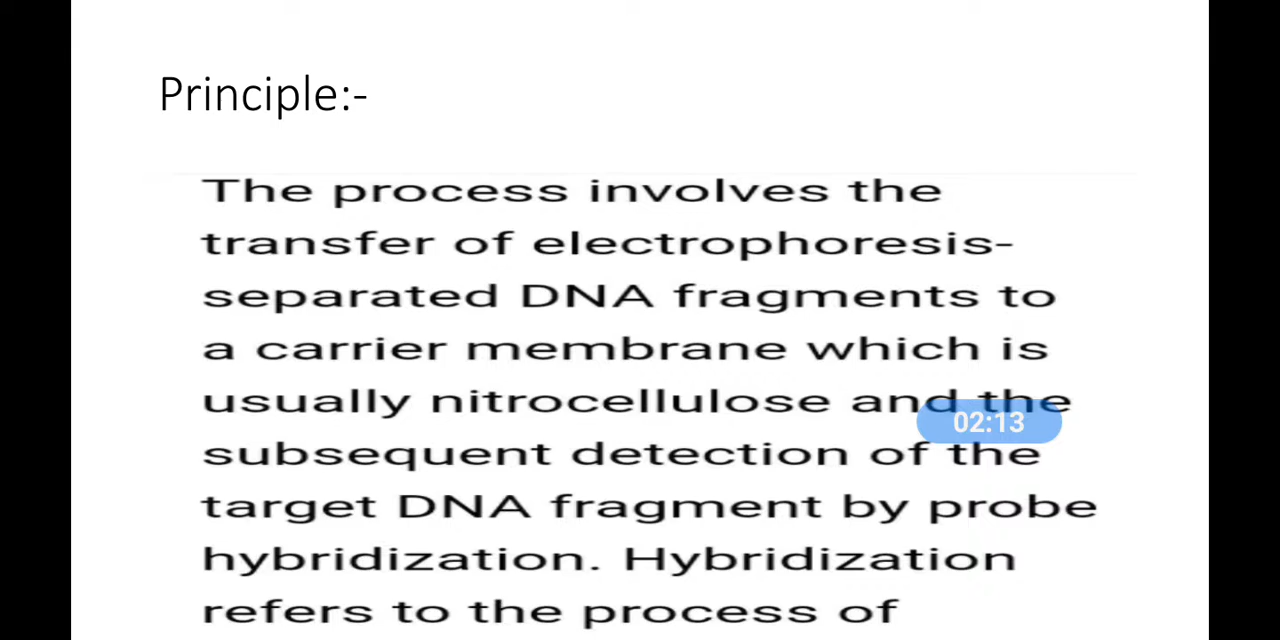 Principle:-
The process involves the
transfer of electrophoresis-
separated DNA fragments to
a carrier membrane which is
usually nitrocellulose and the
02:13
subsequent detection of the
target DNA fragment by probe
hybridization. Hybridization
refers to the process of